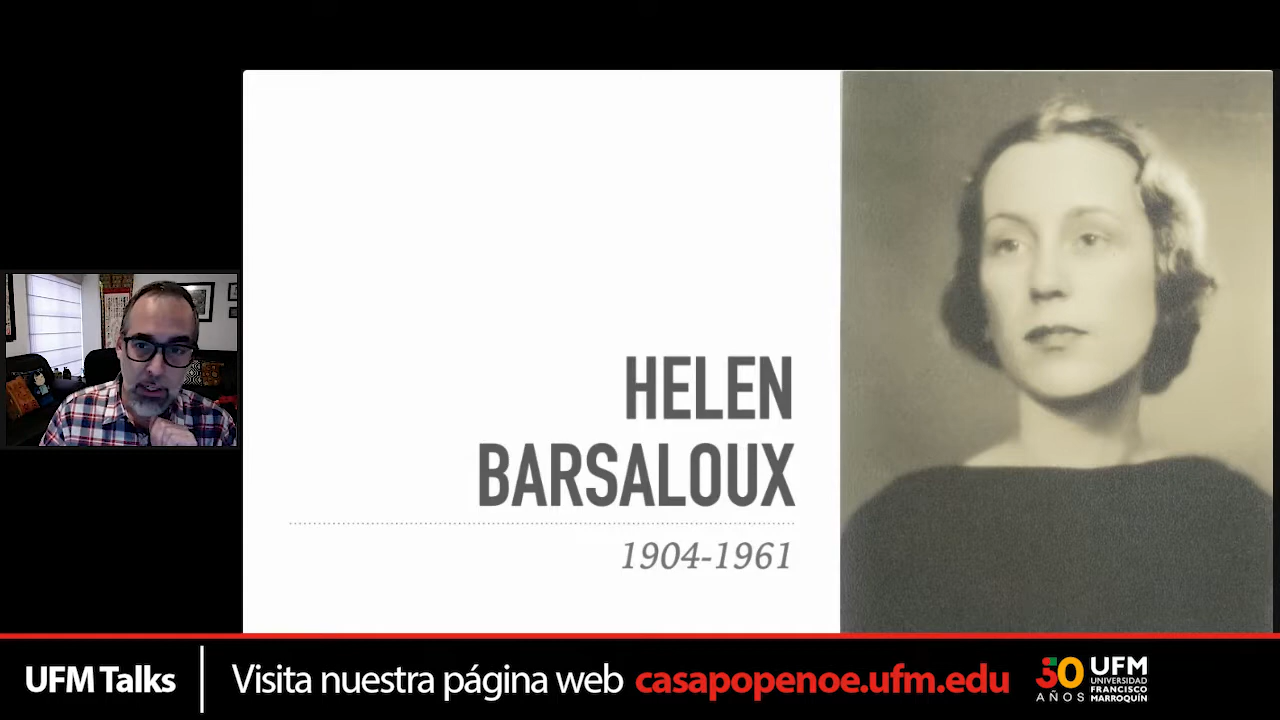 HELEN
BARSALOUX
1904-1961
UFM Talks
Visita nuestra página web casapopenoe.ufm.edu
50
AÑOS
UFM
UNIVERSIDAD
FRANCISCO
MARROQUÍN